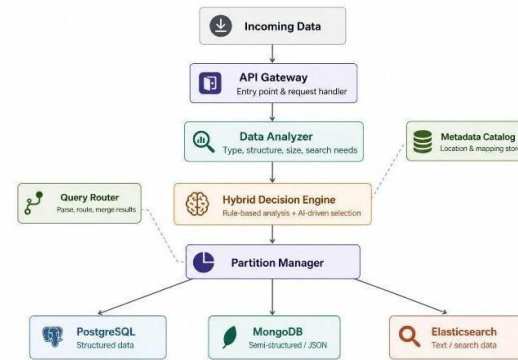 Incoming Data
API Gateway
Entry point & request handler
Data Analyzer
Type, structure, size, search needs
Metadata Catalog
Location & mapping store
Query Router
Parse, route, merge results
Hybrid Decision Engine
Rule-based analysis + AI-driven selection
Partition Manager
PostgreSQL
Structured data
MongoDB
Semi-structured / JSON
Elasticsearch
Text / search data